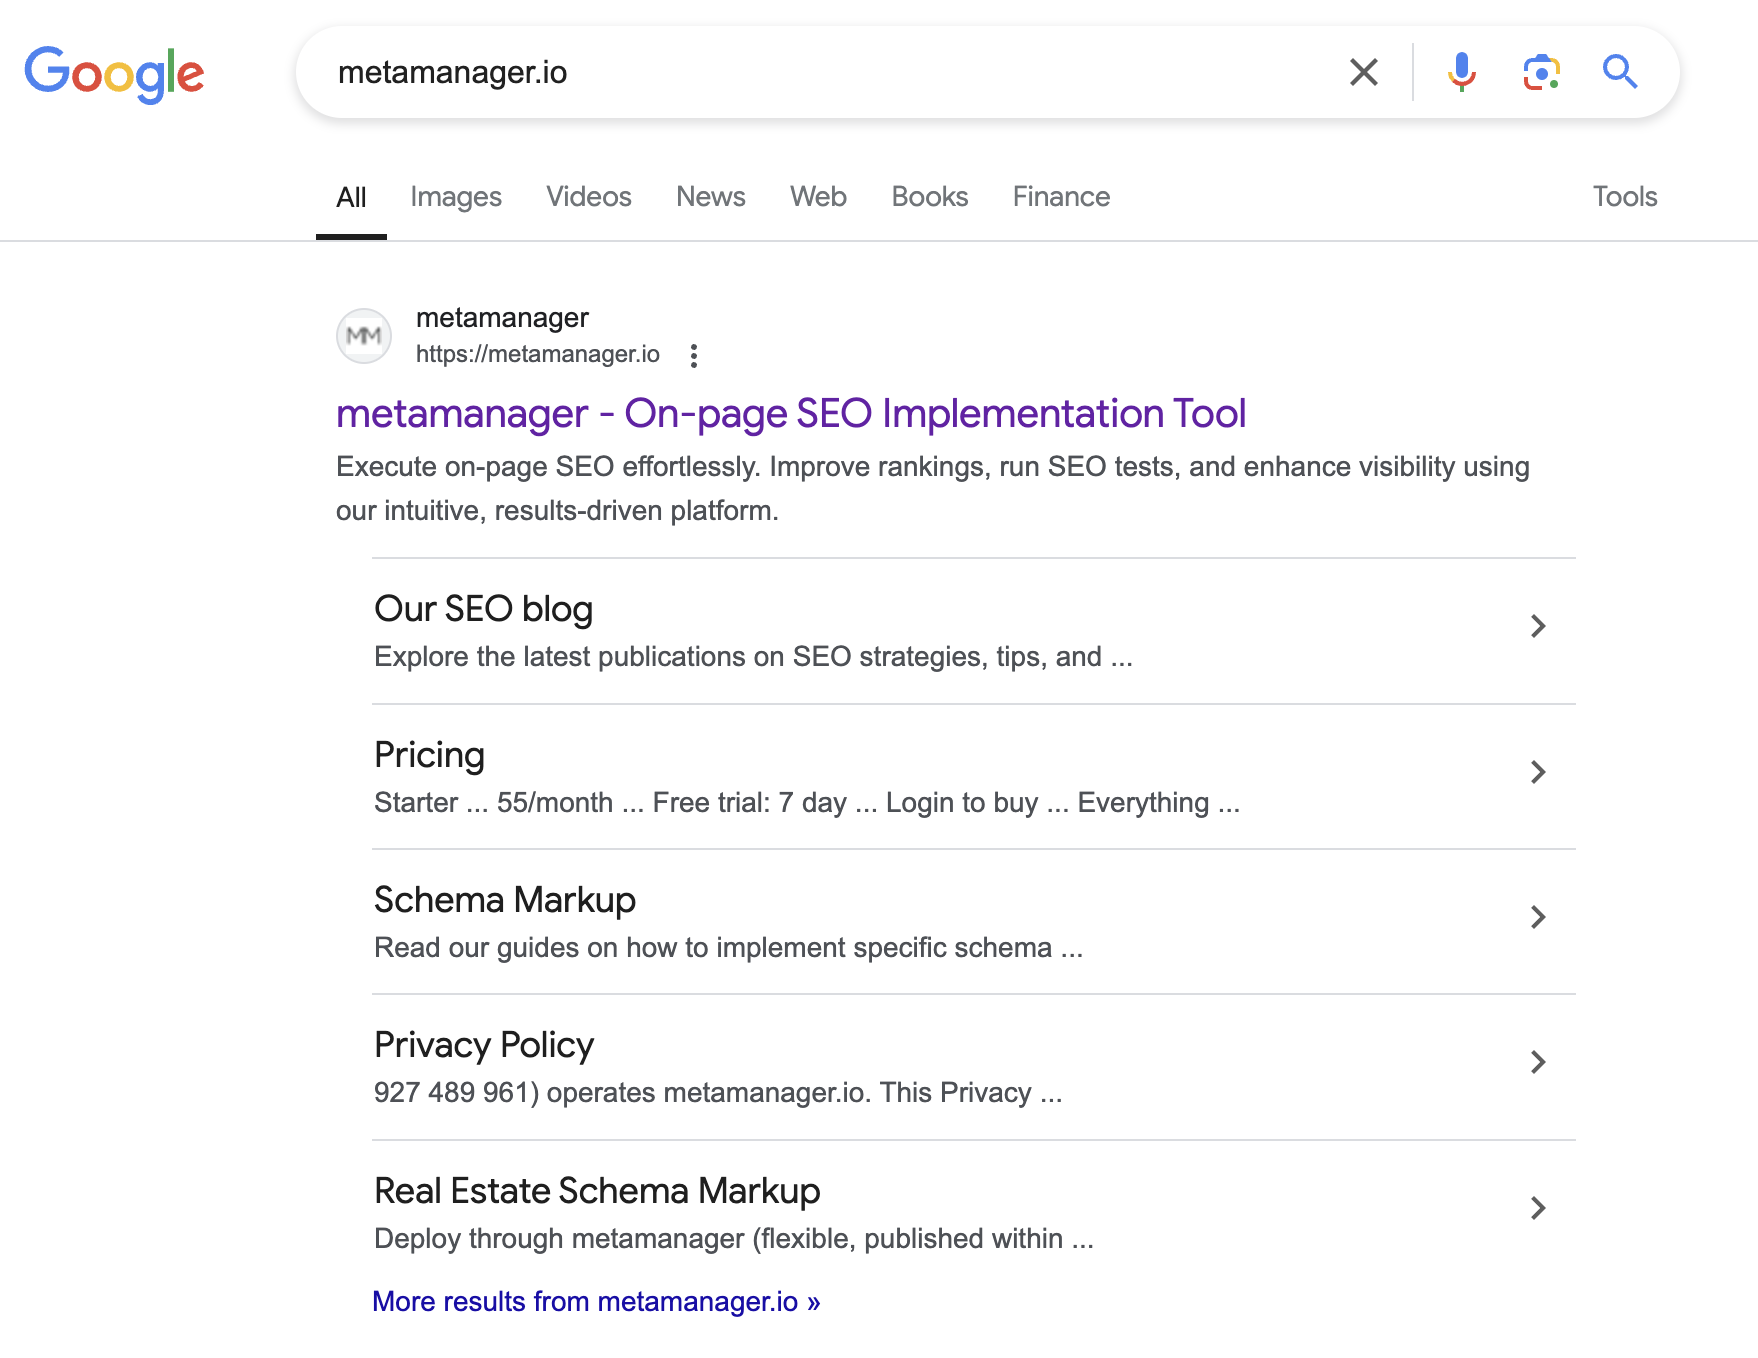 Google
metamanager.io
All Images Videos News Web Books Finance Tools
MM
metamanager
https://metamanager.io
metamanager - On-page SEO Implementation Tool
Execute on-page SEO effortlessly. Improve rankings, run SEO tests, and enhance visibility using
our intuitive, results-driven platform.
Our SEO blog
Explore the latest publications on SEO strategies, tips, and ...
Pricing
Starter ... 55/month ... Free trial: 7 day ... Login to buy ... Everything ...
Schema Markup
Read our guides on how to implement specific schema ...
Privacy Policy
927 489 961) operates metamanager.io. This Privacy ...
Real Estate Schema Markup
Deploy through metamanager (flexible, published within ...
More results from metamanager.io »